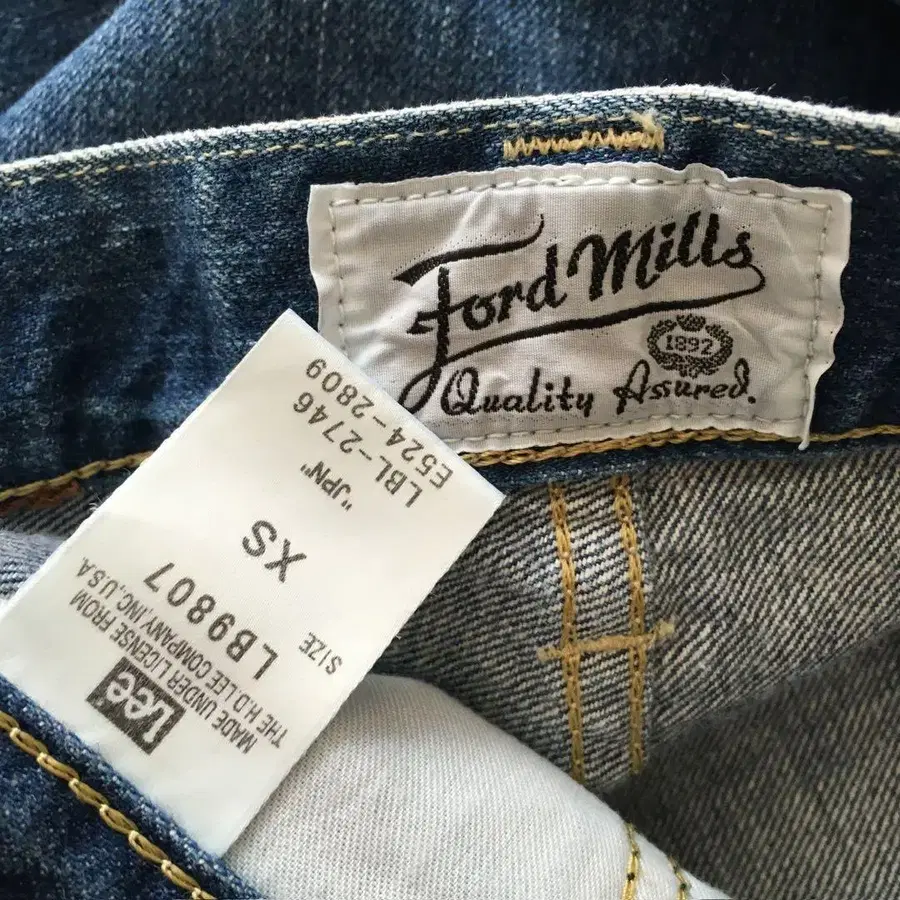 Ford Mills
1892
Quality Assured.
Lee
MADE UNDER LICENSE FROM
THE H.D. LEE COMPANY, INC., U.S.A.
LB9807
SIZE
XS
"JPN"
LBL-2746
E524-2809